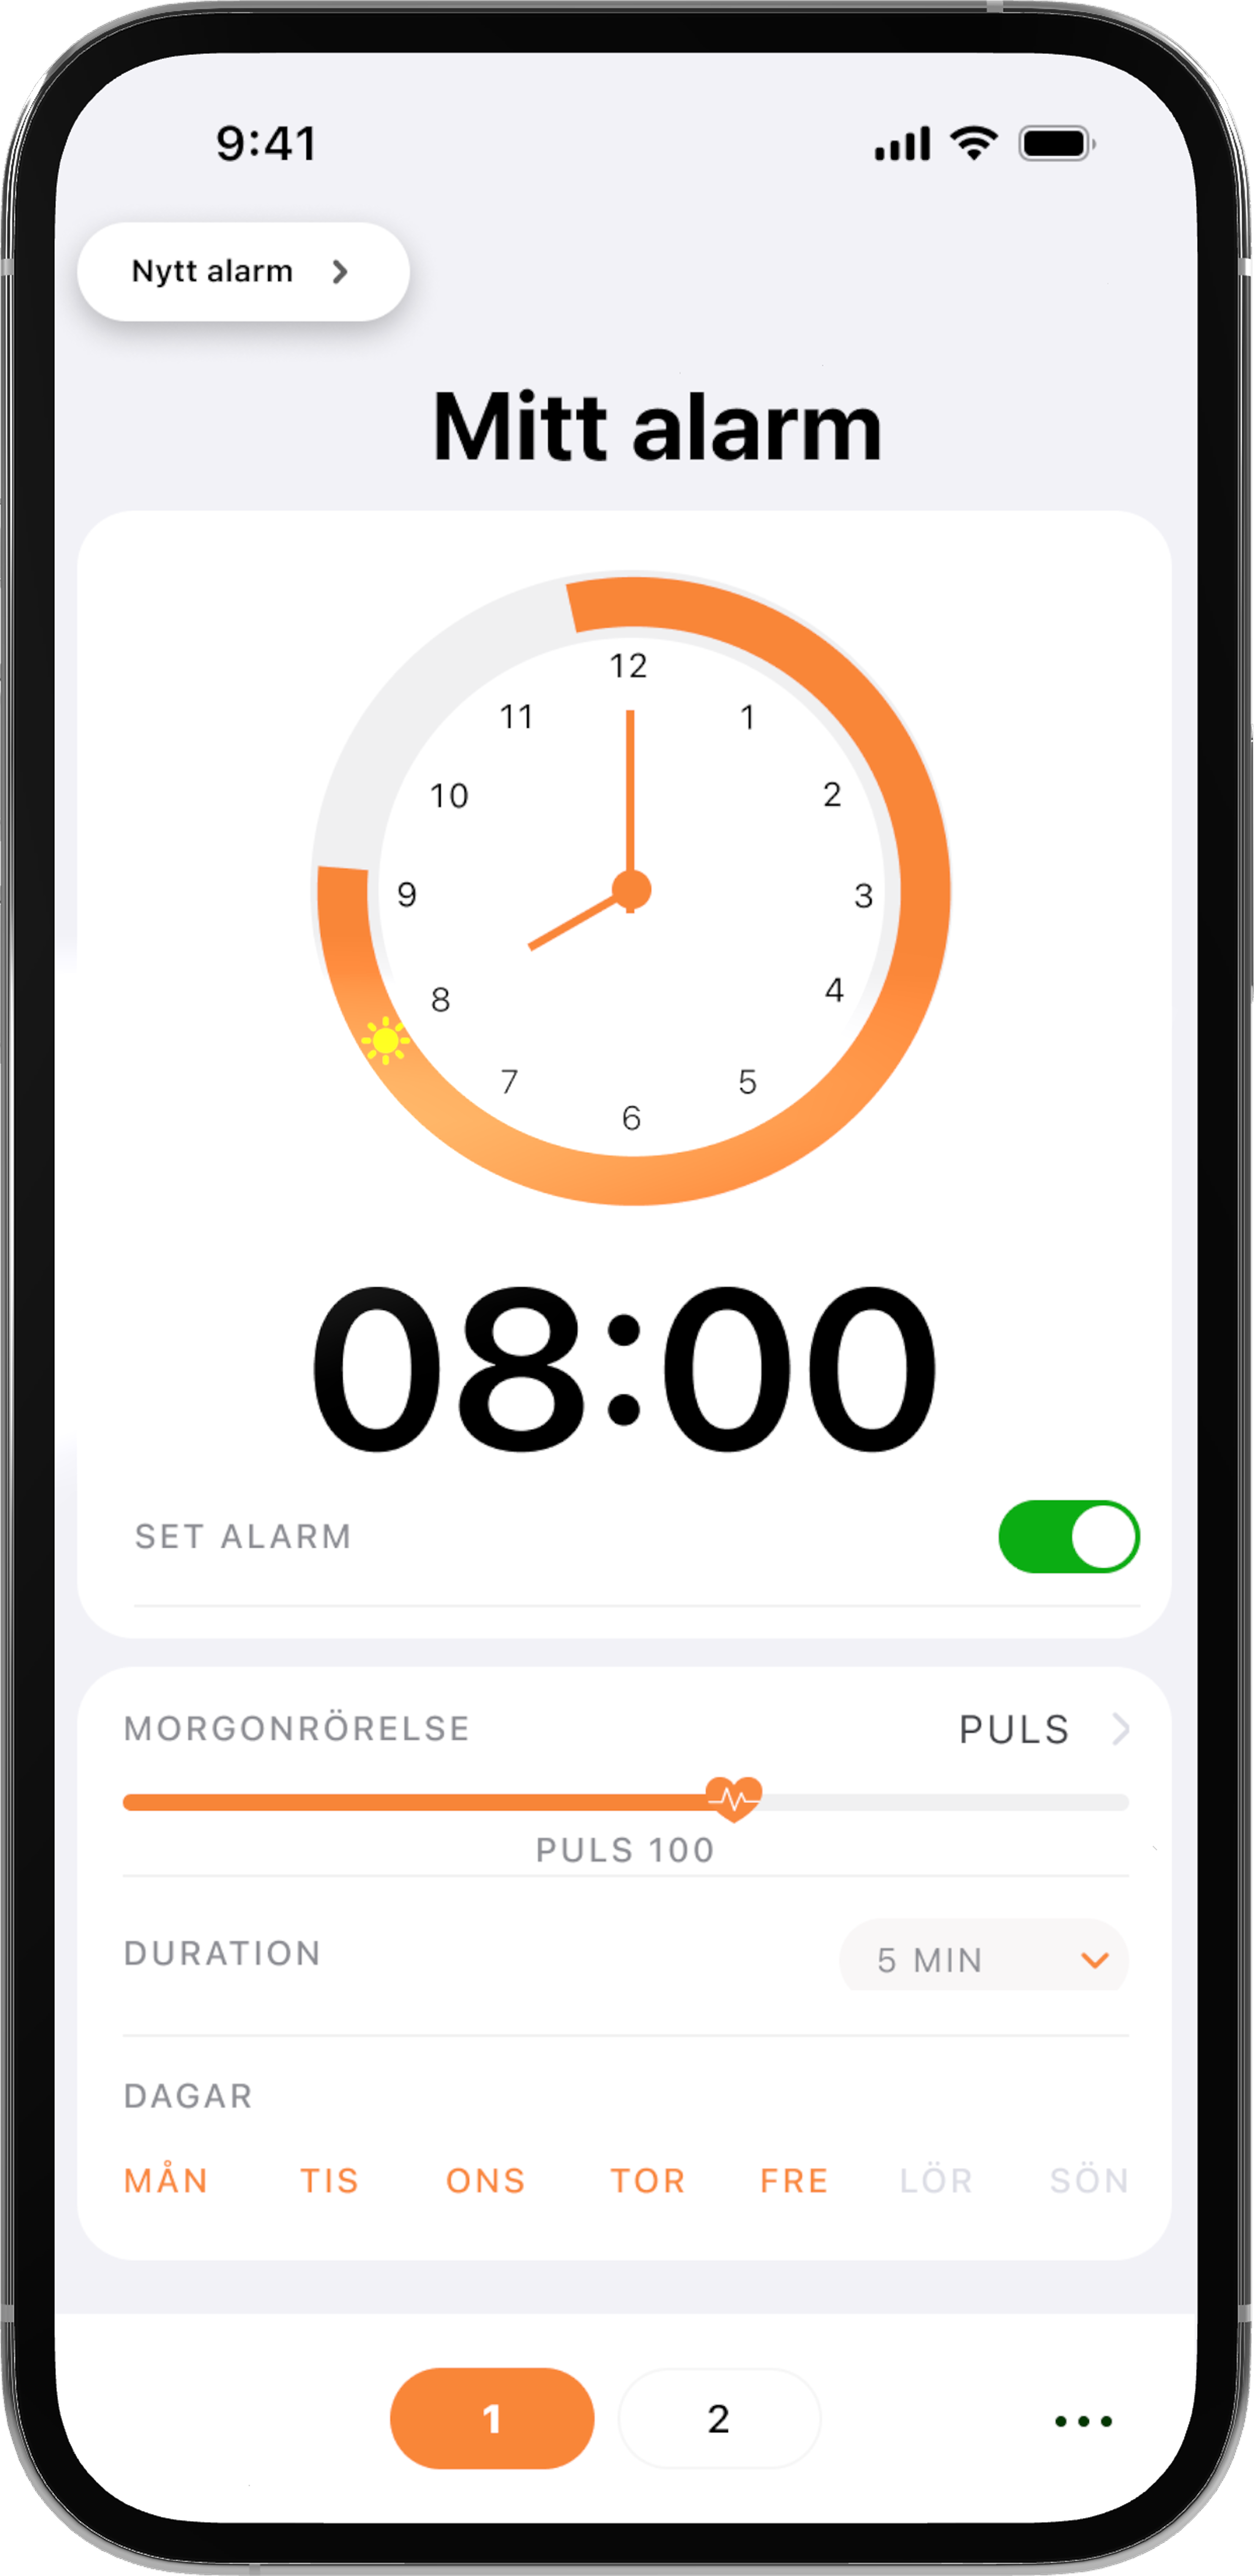 9:41
Nytt alarm
Mitt alarm
12
11 1
10 2
9 3
8 4
7 5
6
08:00
SET ALARM
MORGONRÖRELSE PULS
PULS 100
DURATION 5 MIN
DAGAR
MÅN TIS ONS TOR FRE LÖR SÖN
1 2